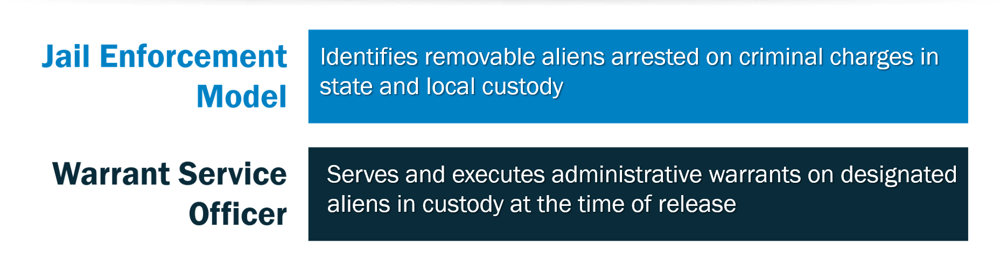 Jail Enforcement
Model
Identifies removable aliens arrested on criminal charges in
state and local custody
Warrant Service
Officer
Serves and executes administrative warrants on designated
aliens in custody at the time of release